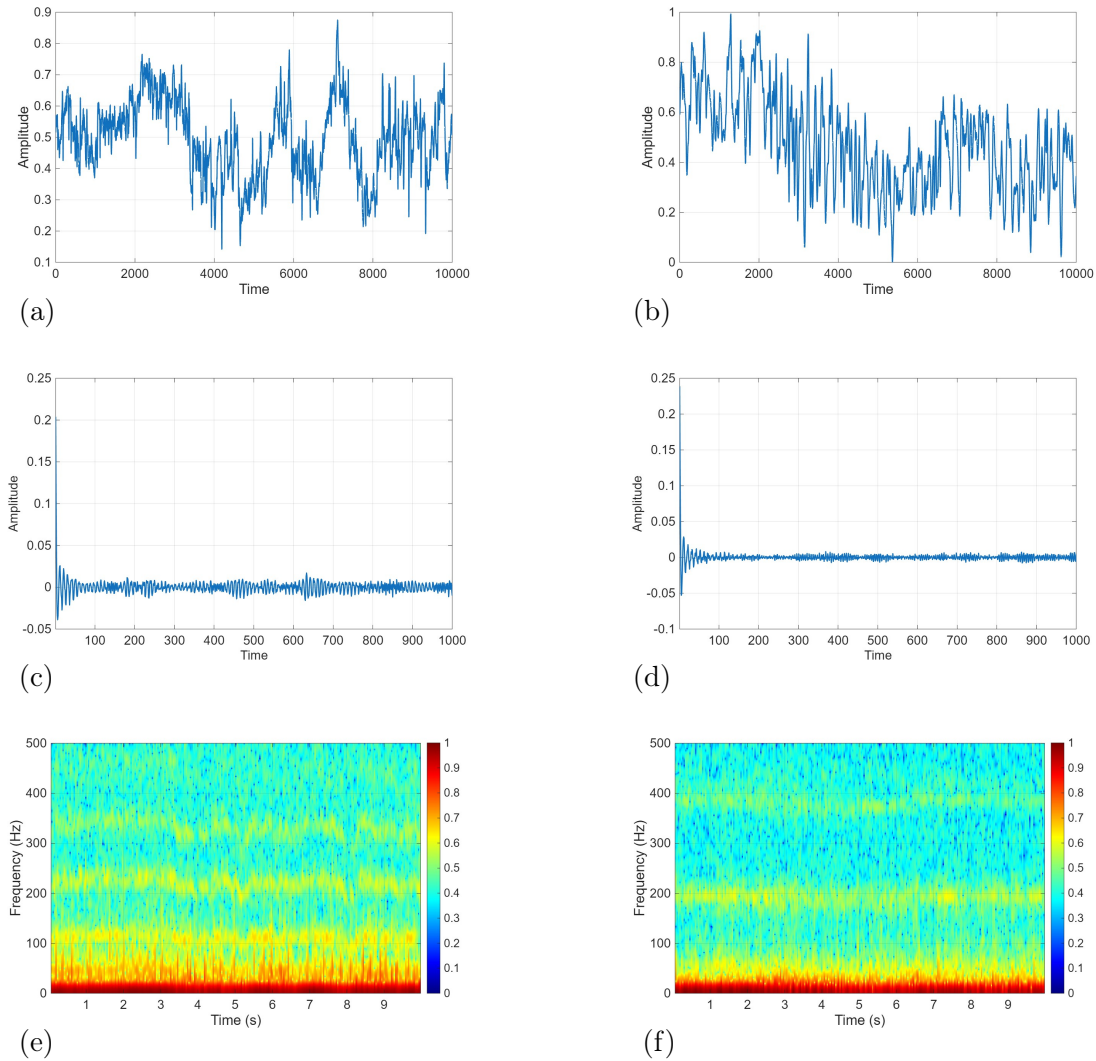 0.9
0.8
0.7
0.6
0.5
0.4
0.3
0.2
0.1
Amplitude
0 2000 4000 6000 8000 10000
Time
(a)
1
0.8
0.6
0.4
0.2
0
Amplitude
0 2000 4000 6000 8000 10000
Time
(b)
0.25
0.2
0.15
0.1
0.05
0
-0.05
Amplitude
100 200 300 400 500 600 700 800 900 1000
Time
(c)
0.25
0.2
0.15
0.1
0.05
0
-0.05
-0.1
Amplitude
100 200 300 400 500 600 700 800 900 1000
Time
(d)
500
400
300
200
100
0
Frequency (Hz)
1 2 3 4 5 6 7 8 9
Time (s)
1
0.9
0.8
0.7
0.6
0.5
0.4
0.3
0.2
0.1
0
(e)
500
400
300
200
100
0
Frequency (Hz)
1 2 3 4 5 6 7 8 9
Time (s)
1
0.9
0.8
0.7
0.6
0.5
0.4
0.3
0.2
0.1
0
(f)